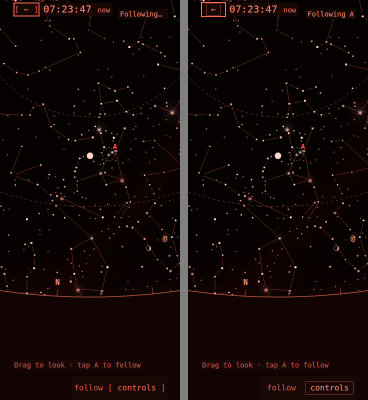 [ ← ] 07:23:47 now Following…
A
@
N
Drag to look · tap A to follow
follow [ controls ]
← 07:23:47 now Following A
A
@
N
Drag to look · tap A to follow
follow controls